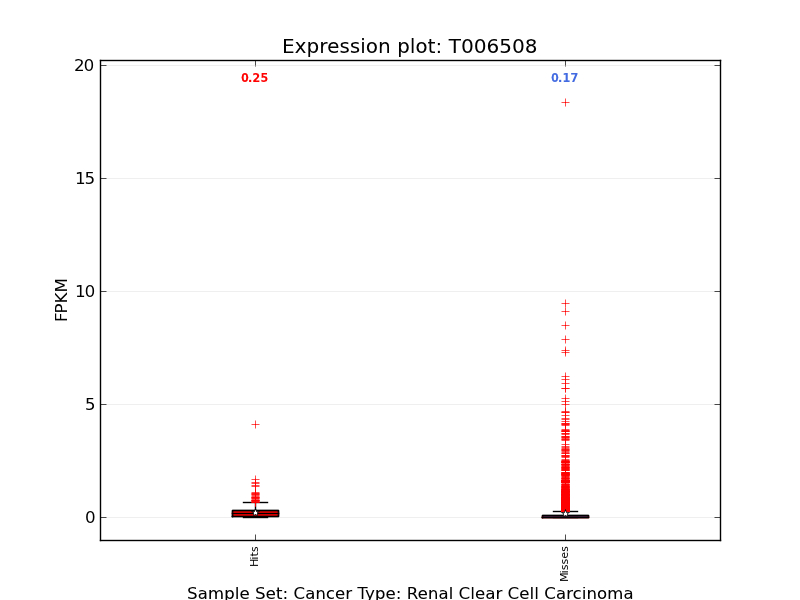 Expression plot: T006508
20
0.25
0.17
15
10
5
0
FPKM
Hits
Misses
Sample Set: Cancer Type: Renal Clear Cell Carcinoma